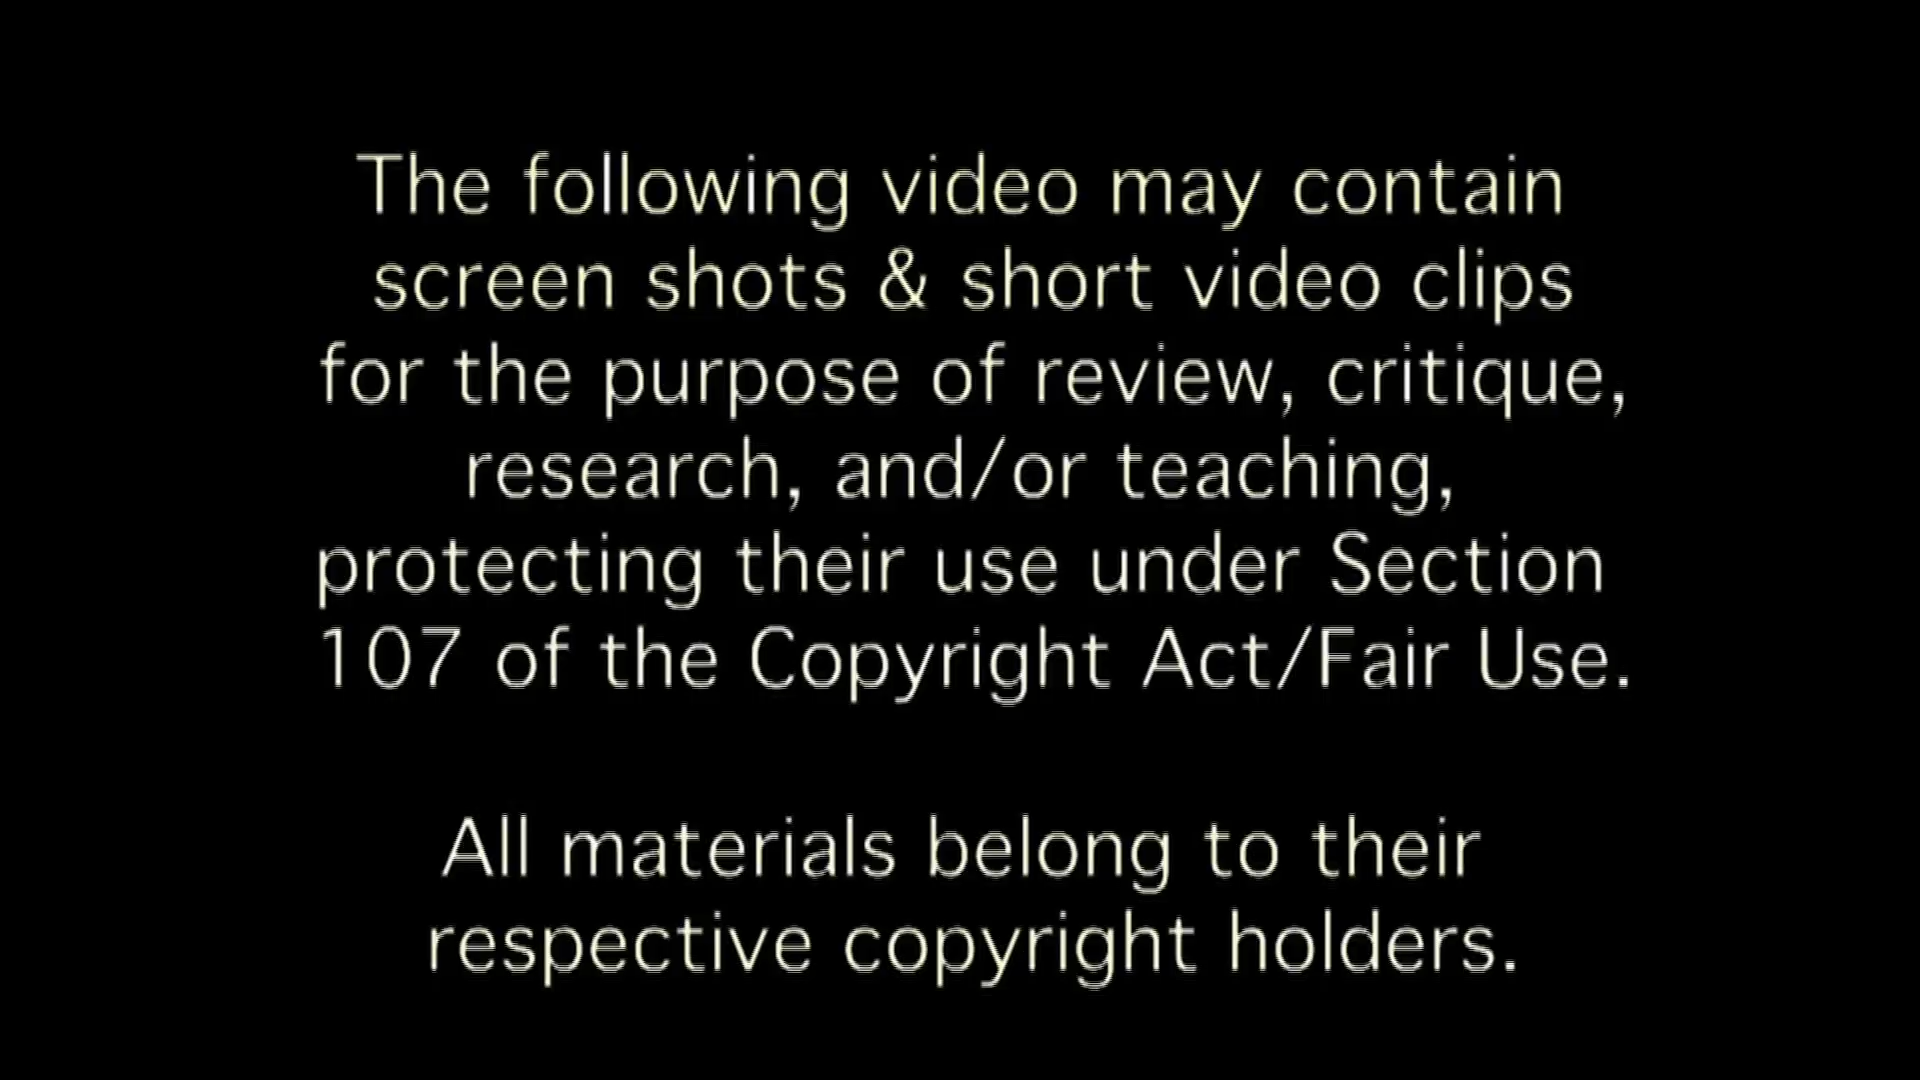 The following video may contain
screen shots & short video clips
for the purpose of review, critique,
research, and/or teaching,
protecting their use under Section
107 of the Copyright Act/Fair Use.
All materials belong to their
respective copyright holders.